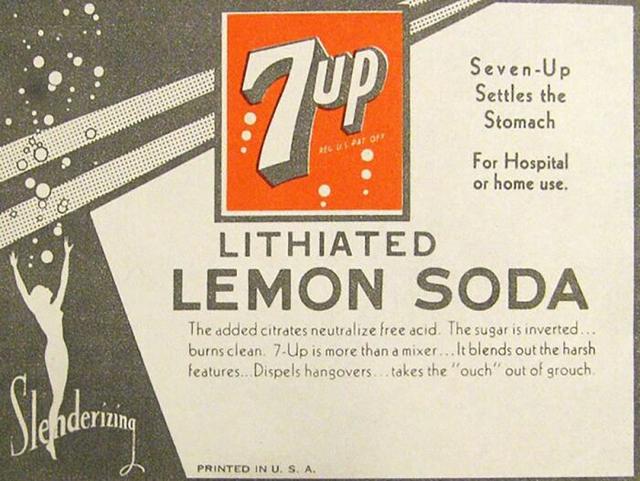 7up
REG. U.S. PAT. OFF.
Seven-Up
Settles the
Stomach
For Hospital
or home use.
LITHIATED
LEMON SODA
The added citrates neutralize free acid. The sugar is inverted...
burns clean. 7-Up is more than a mixer...It blends out the harsh
features...Dispels hangovers...takes the "ouch" out of grouch.
Slenderizing
PRINTED IN U. S. A.